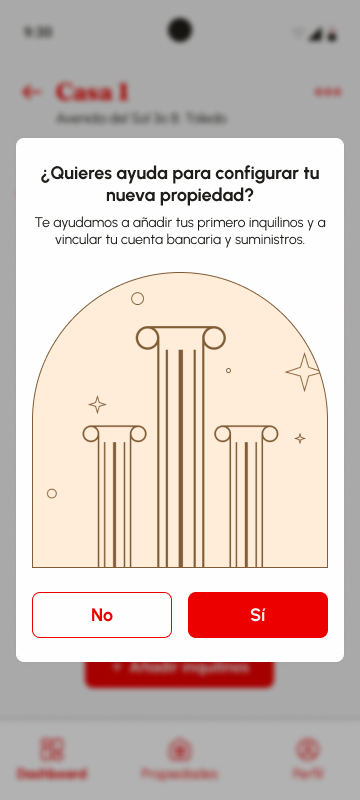 9:30
Casa 1
Avenida del Sol 3o B. Toledo
¿Quieres ayuda para configurar tu
nueva propiedad?
Te ayudamos a añadir tus primero inquilinos y a
vincular tu cuenta bancaria y suministros.
No
Sí
+ Añadir inquilinos
Dashboard
Propiedades
Perfil